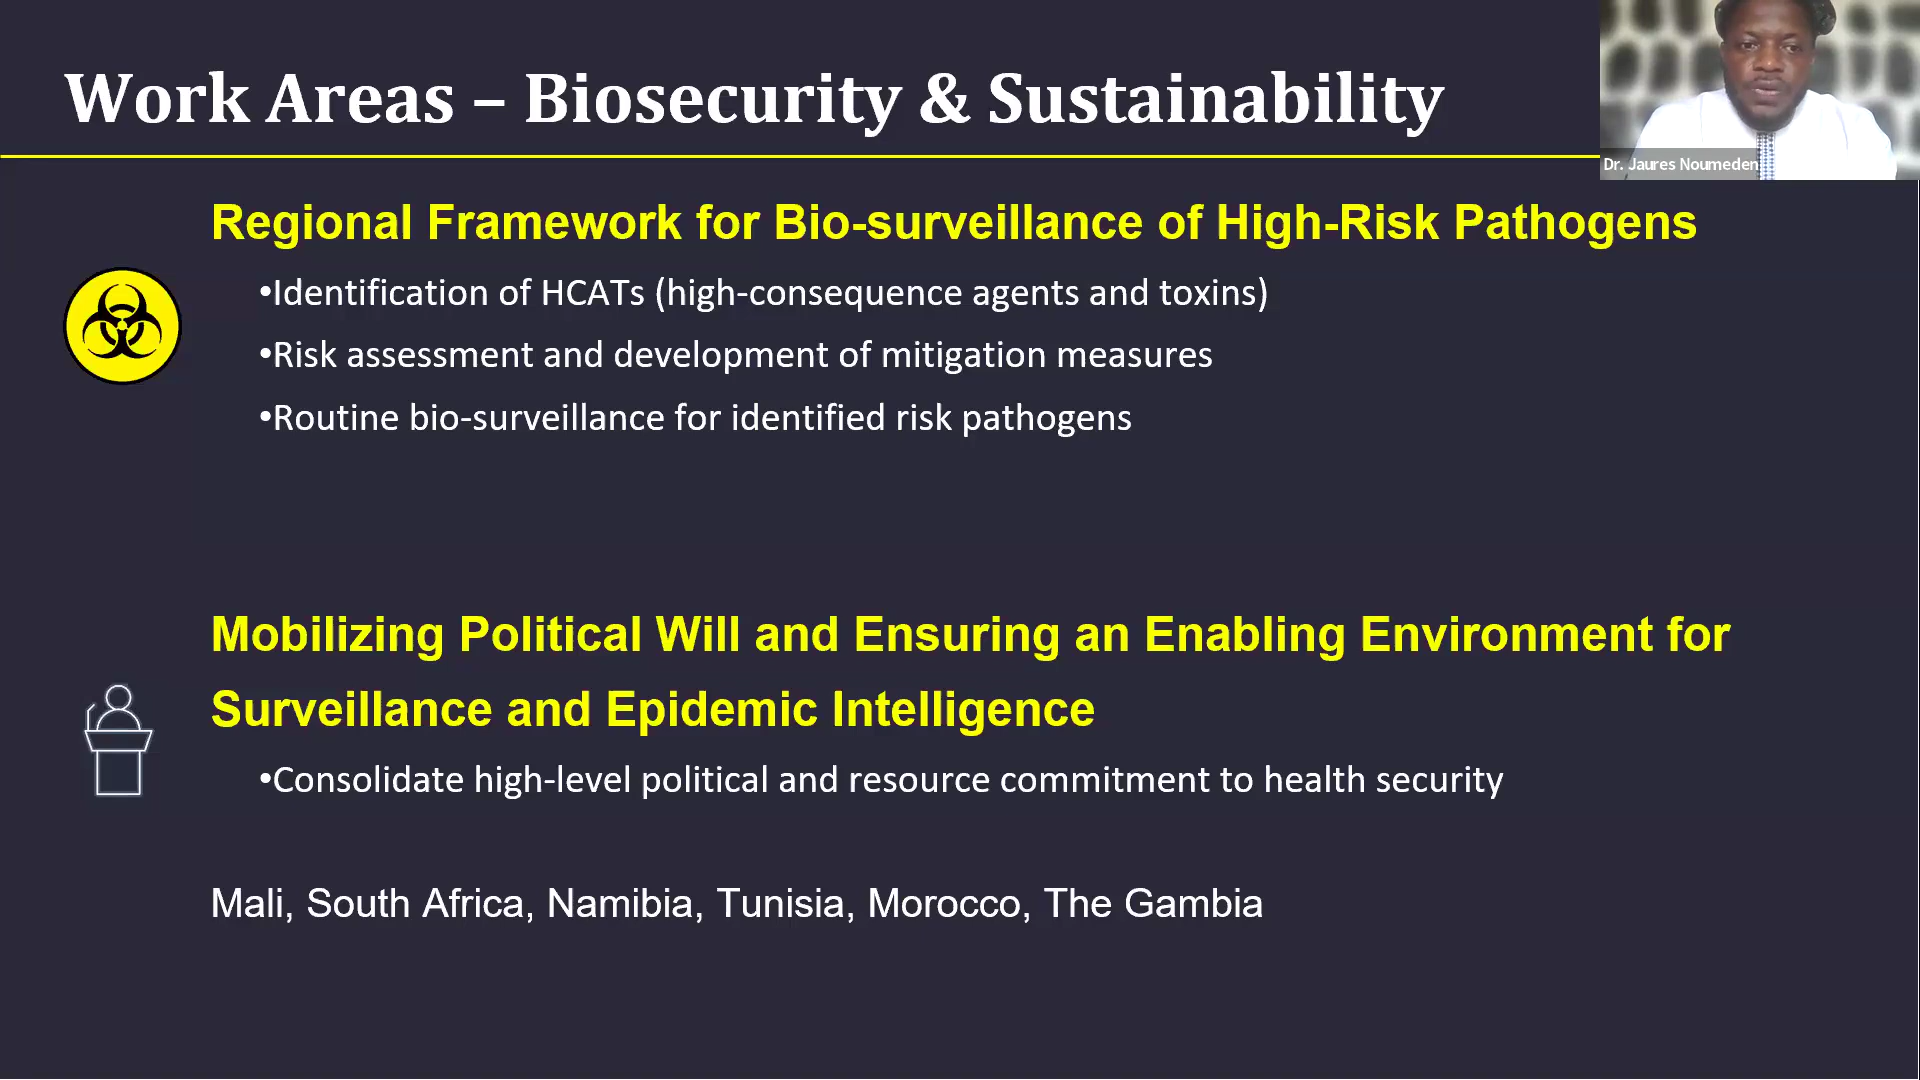 Work Areas – Biosecurity & Sustainability
Dr. Jaures Noumeden
Regional Framework for Bio-surveillance of High-Risk Pathogens
•Identification of HCATs (high-consequence agents and toxins)
•Risk assessment and development of mitigation measures
•Routine bio-surveillance for identified risk pathogens
Mobilizing Political Will and Ensuring an Enabling Environment for
Surveillance and Epidemic Intelligence
•Consolidate high-level political and resource commitment to health security
Mali, South Africa, Namibia, Tunisia, Morocco, The Gambia